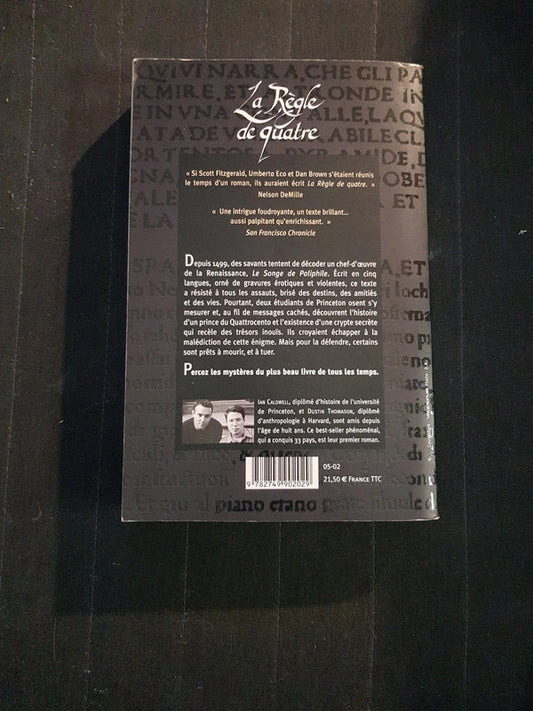 La Règle
de quatre
« Si Scott Fitzgerald, Umberto Eco et Dan Brown s'étaient réunis
le temps d'un roman, ils auraient écrit La Règle de quatre. »
Nelson DeMille
« Une intrigue foudroyante, un texte brillant...
aussi palpitant qu'enrichissant. »
San Francisco Chronicle
Depuis 1499, des savants tentent de décoder un chef-d'œuvre
de la Renaissance, Le Songe de Poliphile. Écrit en cinq
langues, orné de gravures érotiques et violentes, ce texte
a résisté à tous les assauts, brisé des destins, des amitiés
et des vies. Pourtant, deux étudiants de Princeton osent s'y
mesurer et, au fil de messages cachés, découvrent l'histoire
d'un prince du Quattrocento et l'existence d'une crypte secrète
qui recèle des trésors inouïs. Ils croyaient échapper à la
malédiction de cette énigme. Mais pour la défendre, certains
sont prêts à mourir, et à tuer.
Percez les mystères du plus beau livre de tous les temps.
Ian Caldwell, diplômé d'histoire de l'université
de Princeton, et Dustin Thomason, diplômé
d'anthropologie à Harvard, sont amis depuis
l'âge de huit ans. Ce best-seller phénoménal,
qui a conquis 33 pays, est leur premier roman.
05-02
21,50 € France TTC
9 782749 902029
piano etano